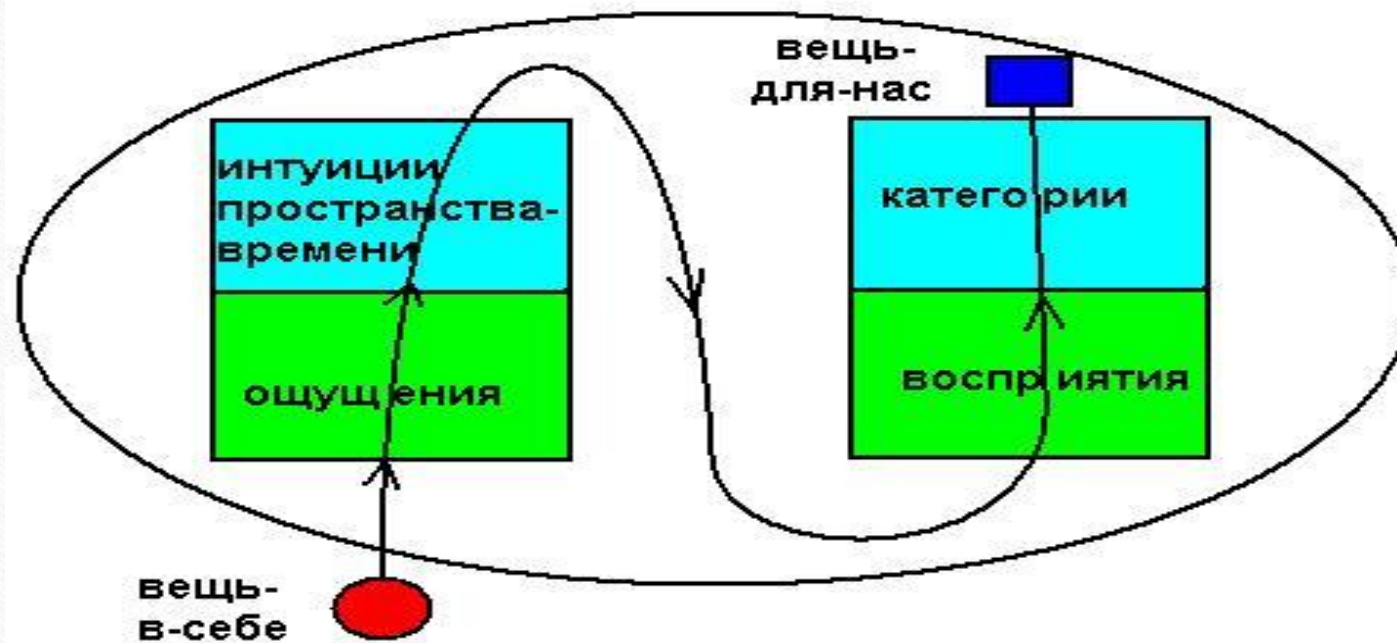 вещь-
для-нас
интуиции
пространства-
времени
категории
ощущения
восприятия
вещь-
в-себе